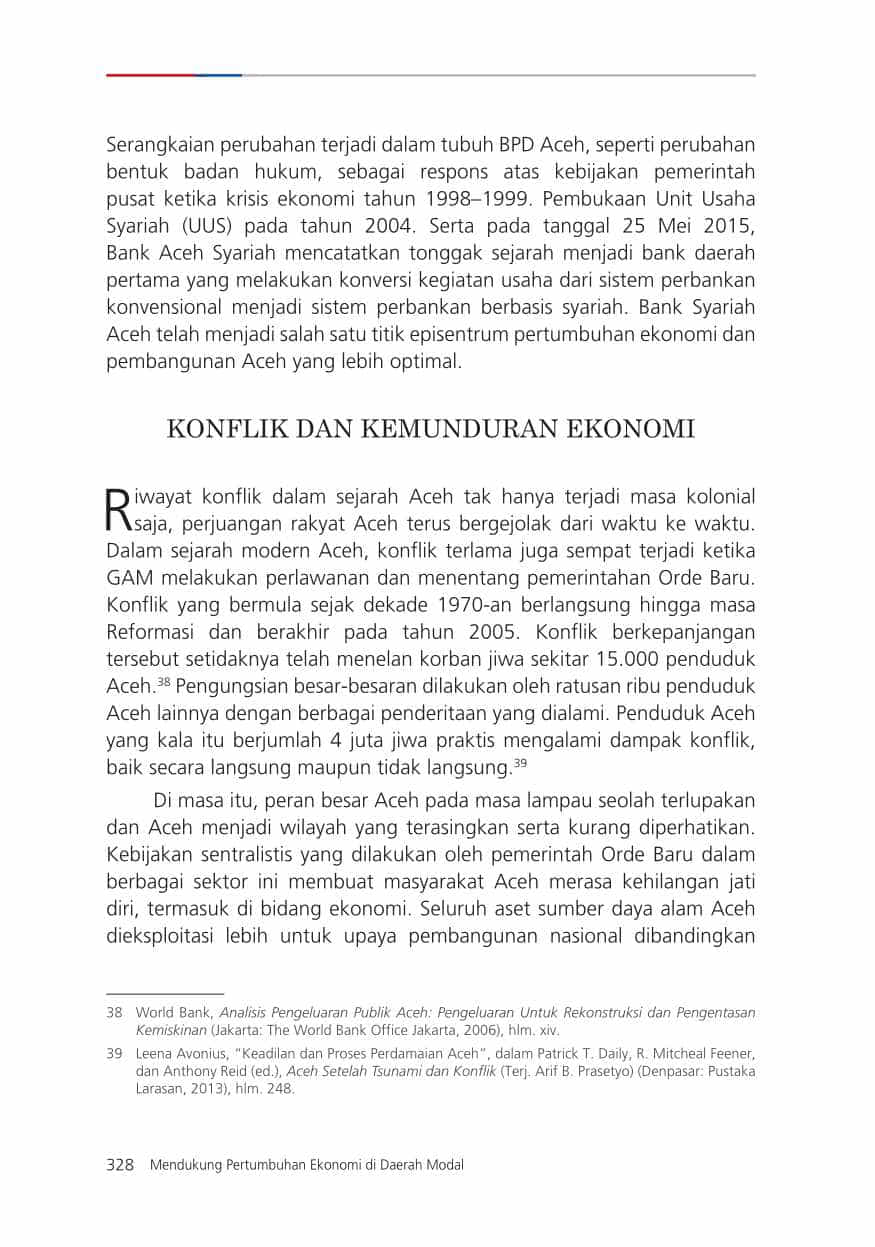 Serangkaian perubahan terjadi dalam tubuh BPD Aceh, seperti perubahan
bentuk badan hukum, sebagai respons atas kebijakan pemerintah
pusat ketika krisis ekonomi tahun 1998–1999. Pembukaan Unit Usaha
Syariah (UUS) pada tahun 2004. Serta pada tanggal 25 Mei 2015,
Bank Aceh Syariah mencatatkan tonggak sejarah menjadi bank daerah
pertama yang melakukan konversi kegiatan usaha dari sistem perbankan
konvensional menjadi sistem perbankan berbasis syariah. Bank Syariah
Aceh telah menjadi salah satu titik episentrum pertumbuhan ekonomi dan
pembangunan Aceh yang lebih optimal.
KONFLIK DAN KEMUNDURAN EKONOMI
Riwayat konflik dalam sejarah Aceh tak hanya terjadi masa kolonial
saja, perjuangan rakyat Aceh terus bergejolak dari waktu ke waktu.
Dalam sejarah modern Aceh, konflik terlama juga sempat terjadi ketika
GAM melakukan perlawanan dan menentang pemerintahan Orde Baru.
Konflik yang bermula sejak dekade 1970-an berlangsung hingga masa
Reformasi dan berakhir pada tahun 2005. Konflik berkepanjangan
tersebut setidaknya telah menelan korban jiwa sekitar 15.000 penduduk
Aceh.38 Pengungsian besar-besaran dilakukan oleh ratusan ribu penduduk
Aceh lainnya dengan berbagai penderitaan yang dialami. Penduduk Aceh
yang kala itu berjumlah 4 juta jiwa praktis mengalami dampak konflik,
baik secara langsung maupun tidak langsung.39
Di masa itu, peran besar Aceh pada masa lampau seolah terlupakan
dan Aceh menjadi wilayah yang terasingkan serta kurang diperhatikan.
Kebijakan sentralistis yang dilakukan oleh pemerintah Orde Baru dalam
berbagai sektor ini membuat masyarakat Aceh merasa kehilangan jati
diri, termasuk di bidang ekonomi. Seluruh aset sumber daya alam Aceh
dieksploitasi lebih untuk upaya pembangunan nasional dibandingkan
38 World Bank, Analisis Pengeluaran Publik Aceh: Pengeluaran Untuk Rekonstruksi dan Pengentasan
Kemiskinan (Jakarta: The World Bank Office Jakarta, 2006), hlm. xiv.
39 Leena Avonius, “Keadilan dan Proses Perdamaian Aceh”, dalam Patrick T. Daily, R. Mitcheal Feener,
dan Anthony Reid (ed.), Aceh Setelah Tsunami dan Konflik (Terj. Arif B. Prasetyo) (Denpasar: Pustaka
Larasan, 2013), hlm. 248.
328 Mendukung Pertumbuhan Ekonomi di Daerah Modal